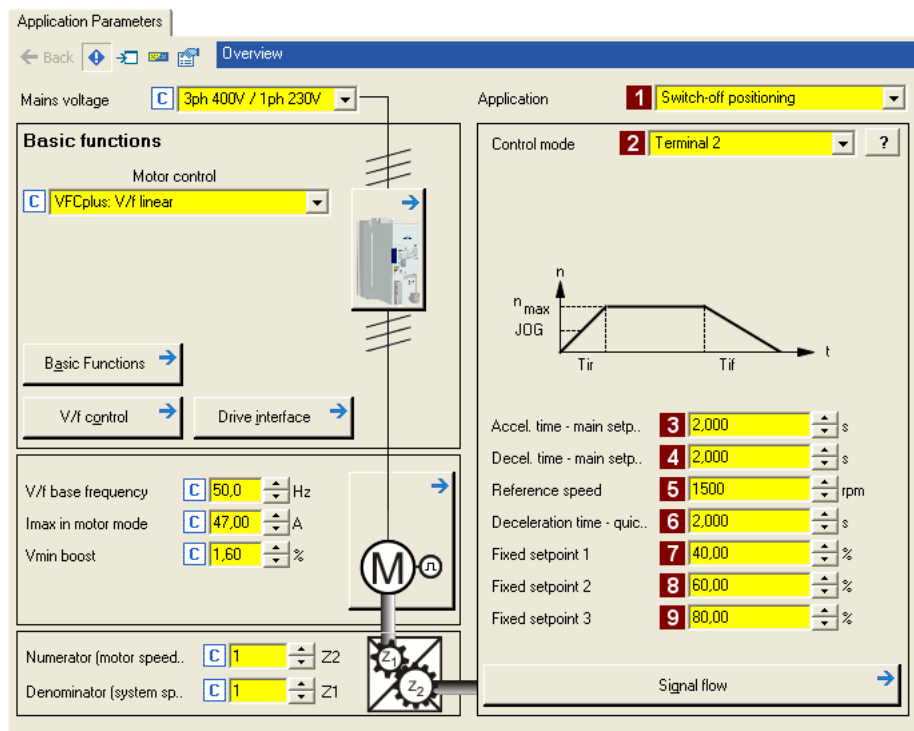 Application Parameters
Back
Overview
Mains voltage C 3ph 400V / 1ph 230V
Basic functions
Motor control
C VFCplus: V/f linear
Basic Functions
V/f control Drive interface
V/f base frequency C 50,0 Hz
Imax in motor mode C 47,00 A
Vmin boost C 1,60 %
M
Numerator (motor speed.. C 1 Z2
Denominator (system sp.. C 1 Z1
Z1
Z2
Application 1 Switch-off positioning
Control mode 2 Terminal 2 ?
n
nmax
JOG
t
Tir Tif
Accel. time - main setp.. 3 2,000 s
Decel. time - main setp.. 4 2,000 s
Reference speed 5 1500 rpm
Deceleration time - quic.. 6 2,000 s
Fixed setpoint 1 7 40,00 %
Fixed setpoint 2 8 60,00 %
Fixed setpoint 3 9 80,00 %
Signal flow